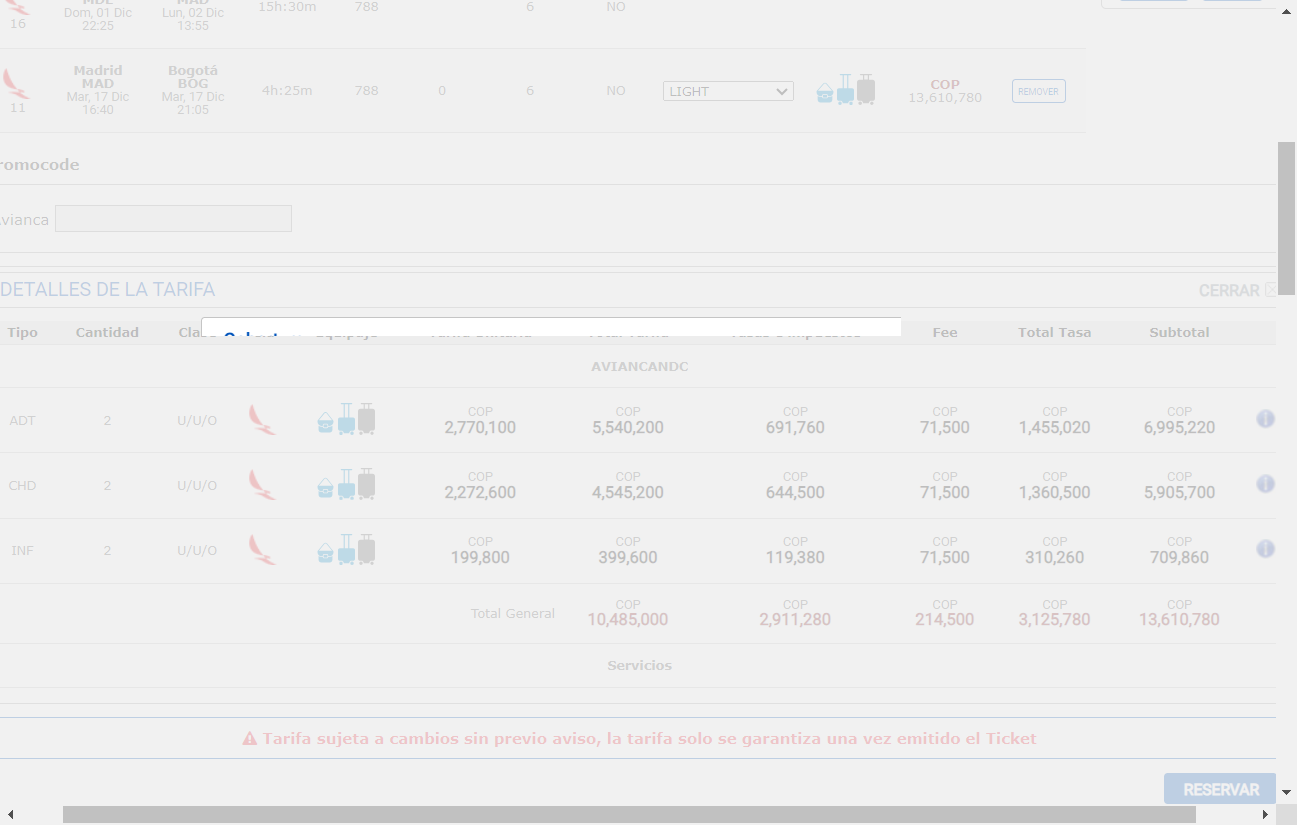 16 Dom, 01 Dic 22:25 Lun, 02 Dic 13:55 15h:30m 788 6 NO
11 Madrid MAD Mar, 17 Dic 16:40 Bogotá BOG Mar, 17 Dic 21:05 4h:25m 788 0 6 NO LIGHT COP 13,610,780 REMOVER
romocode
vianca
DETALLES DE LA TARIFA CERRAR
Tipo Cantidad Fee Total Tasa Subtotal
AVIANCANDC
ADT 2 U/U/O COP 2,770,100 COP 5,540,200 COP 691,760 COP 71,500 COP 1,455,020 COP 6,995,220
CHD 2 U/U/O COP 2,272,600 COP 4,545,200 COP 644,500 COP 71,500 COP 1,360,500 COP 5,905,700
INF 2 U/U/O COP 199,800 COP 399,600 COP 119,380 COP 71,500 COP 310,260 COP 709,860
Total General COP 10,485,000 COP 2,911,280 COP 214,500 COP 3,125,780 COP 13,610,780
Servicios
Tarifa sujeta a cambios sin previo aviso, la tarifa solo se garantiza una vez emitido el Ticket
RESERVAR